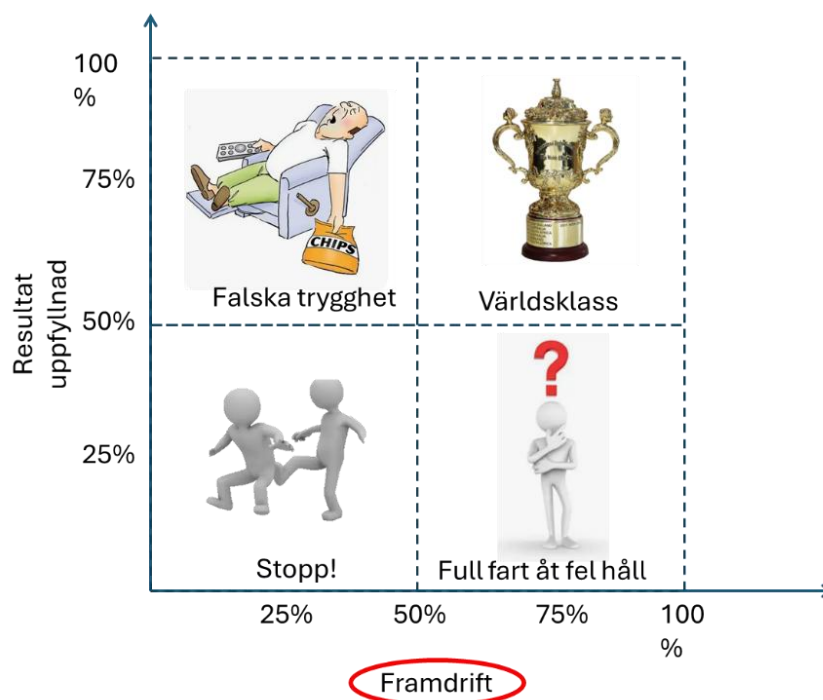 100
%
75%
CHIPS
Falska trygghet
Världsklass
Resultat
uppfyllnad
50%
?
25%
Stopp!
Full fart åt fel håll
25%
50%
75%
100
%
Framdrift